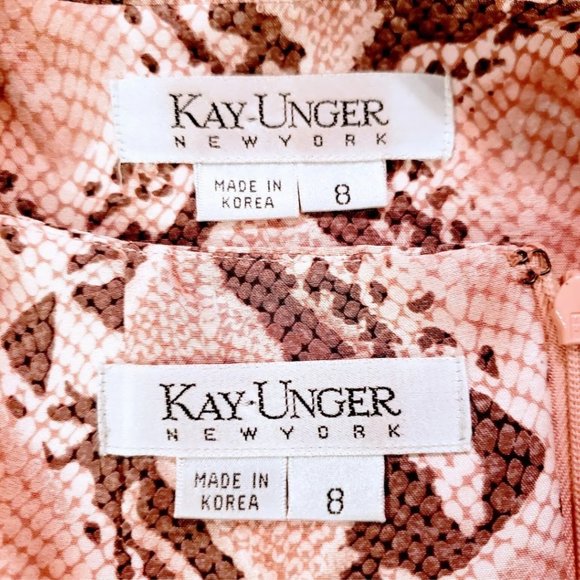 KAY-UNGER
NEW YORK
MADE IN
KOREA
8
KAY-UNGER
NEW YORK
MADE IN
KOREA
8